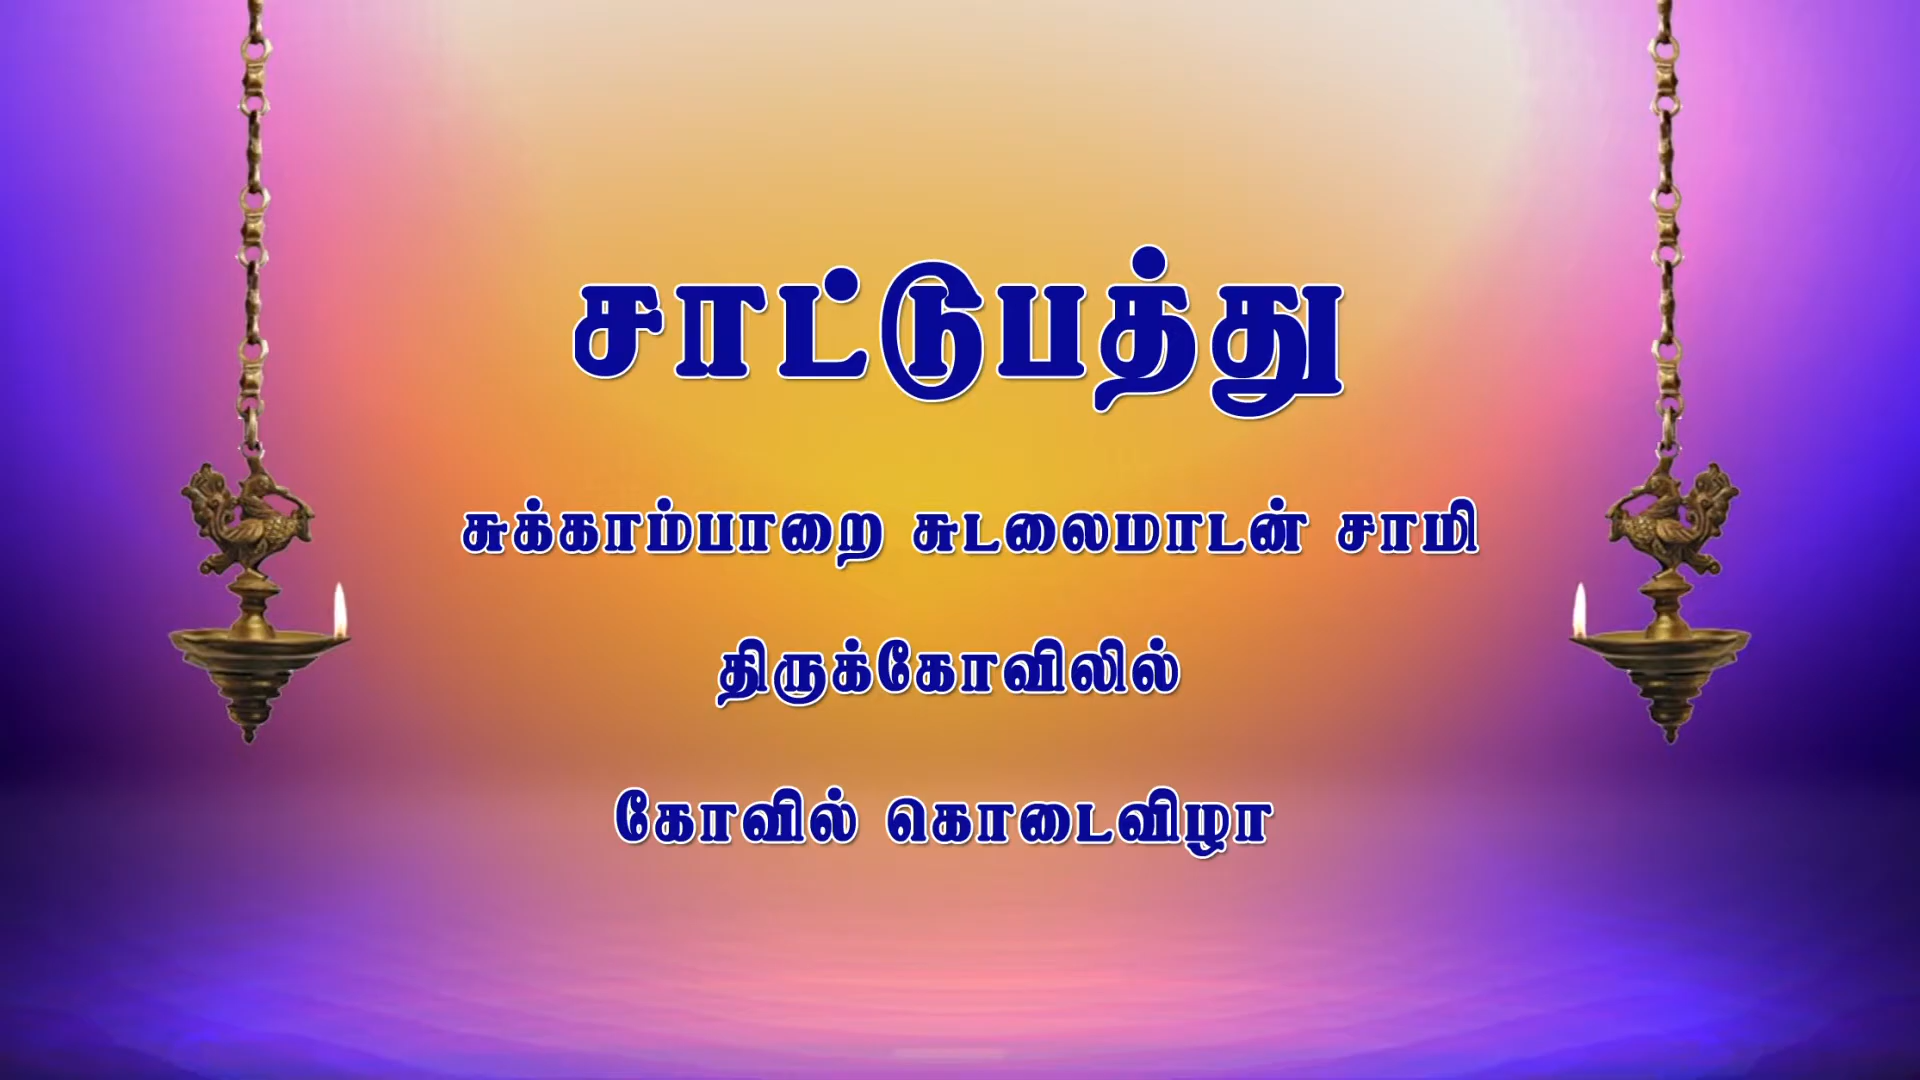 சாட்டுபத்து
சுக்காம்பாறை சுடலைமாடன் சாமி
திருக்கோவிலில்
கோவில் கொடைவிழா